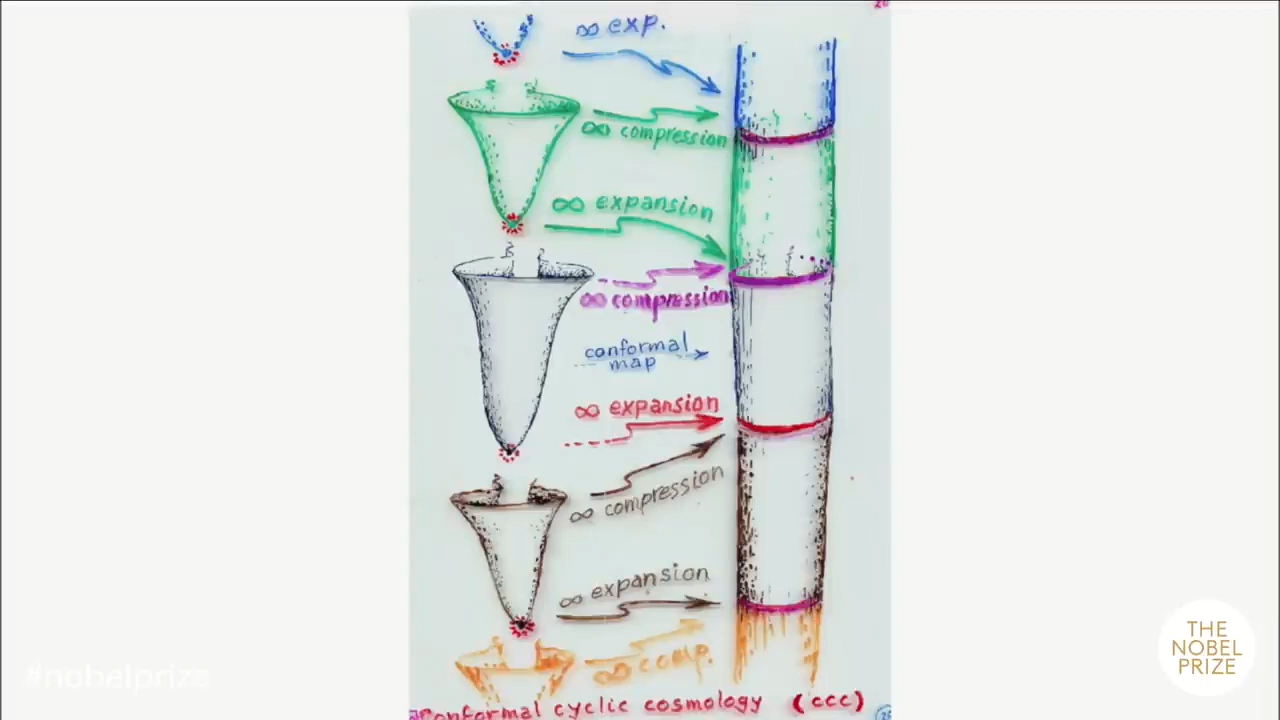 ∞ exp.
∞ compression
∞ expansion
∞ compression
conformal
map
∞ expansion
∞ compression
∞ expansion
∞ comp.
Conformal cyclic cosmology (CCC)
#nobelprize
THE
NOBEL
PRIZE